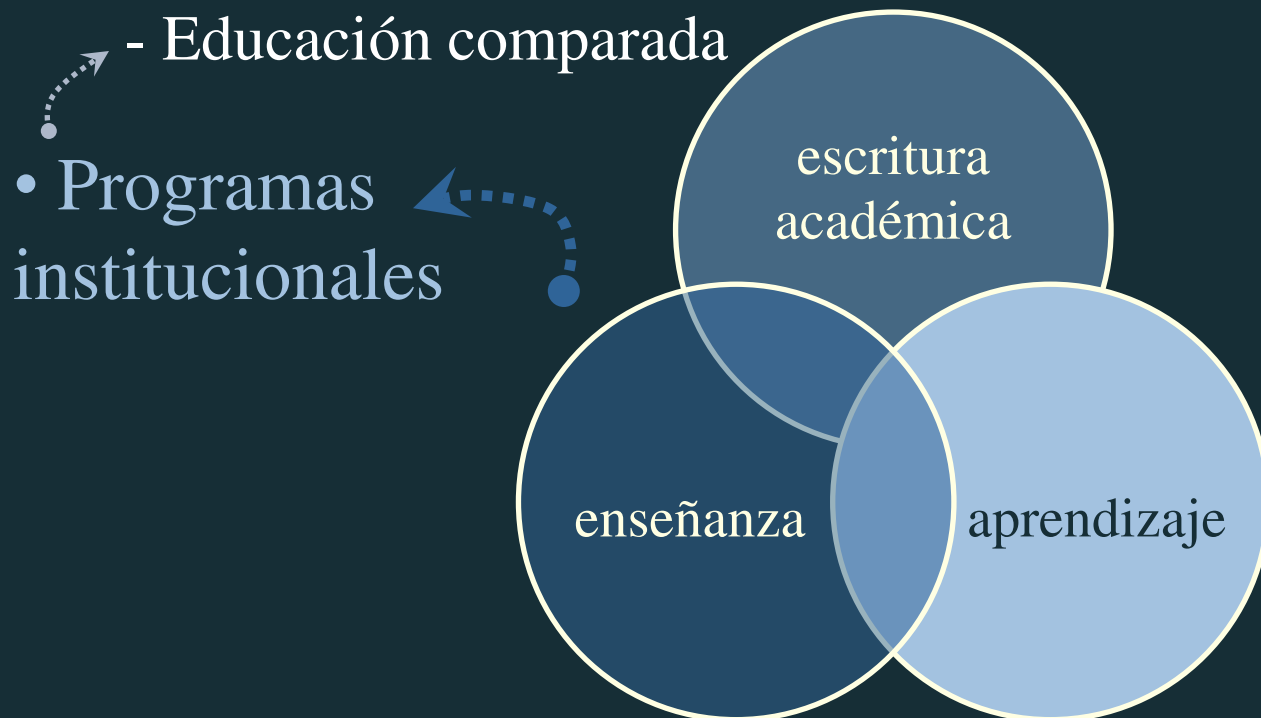 - Educación comparada
• Programas
institucionales
escritura
académica
enseñanza
aprendizaje